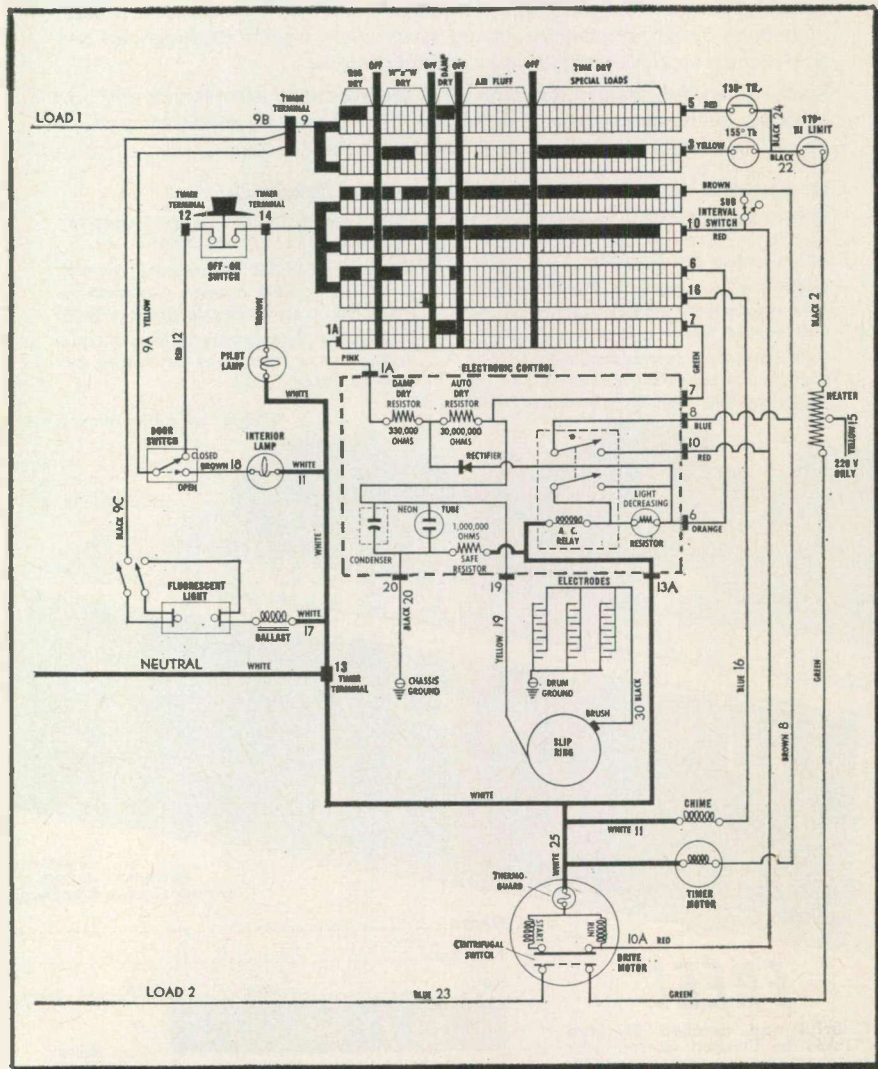 OFF
OFF
DAMP
DRY
OFF
OFF
TIME DRY
REG
DRY
DRY
AIR FLUFF
SPECIAL LOADS
5
RED
BLACK 24
LOAD 1
9B
TIMER
TERMINAL
9
3
YELLOW
155° TH
BLACK
22
LIMIT
TIMER
TERMINAL
12
TIMER
TERMINAL
14
OFF-ON
SWITCH
BROWN
SUB
INTERVAL
SWITCH
10
RED
6
16
7
1A
9A YELLOW
RED 12
BROWN
BLACK 2
PINK
1A
ELECTRONIC CONTROL
GREEN
PILOT
LAMP
WHITE
DAMP
DRY
RESISTOR
330,000
OHMS
AUTO
DRY
RESISTOR
30,000,000
OHMS
7
8
BLUE
10
RED
HEATER
YELLOW 15
220 V
ONLY
DOOR
SWITCH
CLOSED
BROWN 18
OPEN
INTERIOR
LAMP
WHITE
11
RECTIFIER
LIGHT
DECREASING
RESISTOR
6
ORANGE
BLACK 9C
WHITE
NEON
TUBE
1,000,000
OHMS
SAFE
RESISTOR
A. C.
RELAY
CONDENSER
FLUORESCENT
LIGHT
BALLAST
WHITE
17
20
BLACK 20
19
YELLOW 19
ELECTRODES
13A
BLUE 16
GREEN
NEUTRAL
WHITE
13
TIMER
TERMINAL
CHASSIS
GROUND
DRUM
GROUND
30 BLACK
BRUSH
SLIP
RING
BROWN 8
WHITE
CHIME
WHITE 11
WHITE 25
TIMER
MOTOR
THERMO
GUARD
START
RUN
10A RED
CENTRIFUGAL
SWITCH
DRIVE
MOTOR
LOAD 2
BLUE 23
GREEN